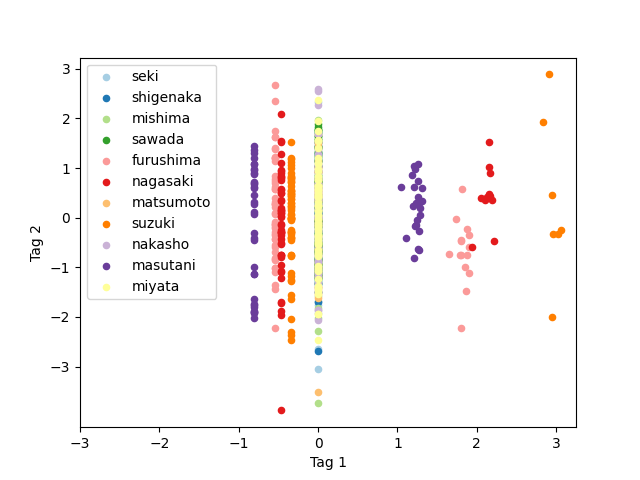 3
2
1
0
−1
−2
−3
Tag 2
seki
shigenaka
mishima
sawada
furushima
nagasaki
matsumoto
suzuki
nakasho
masutani
miyata
−3 −2 −1 0 1 2 3
Tag 1